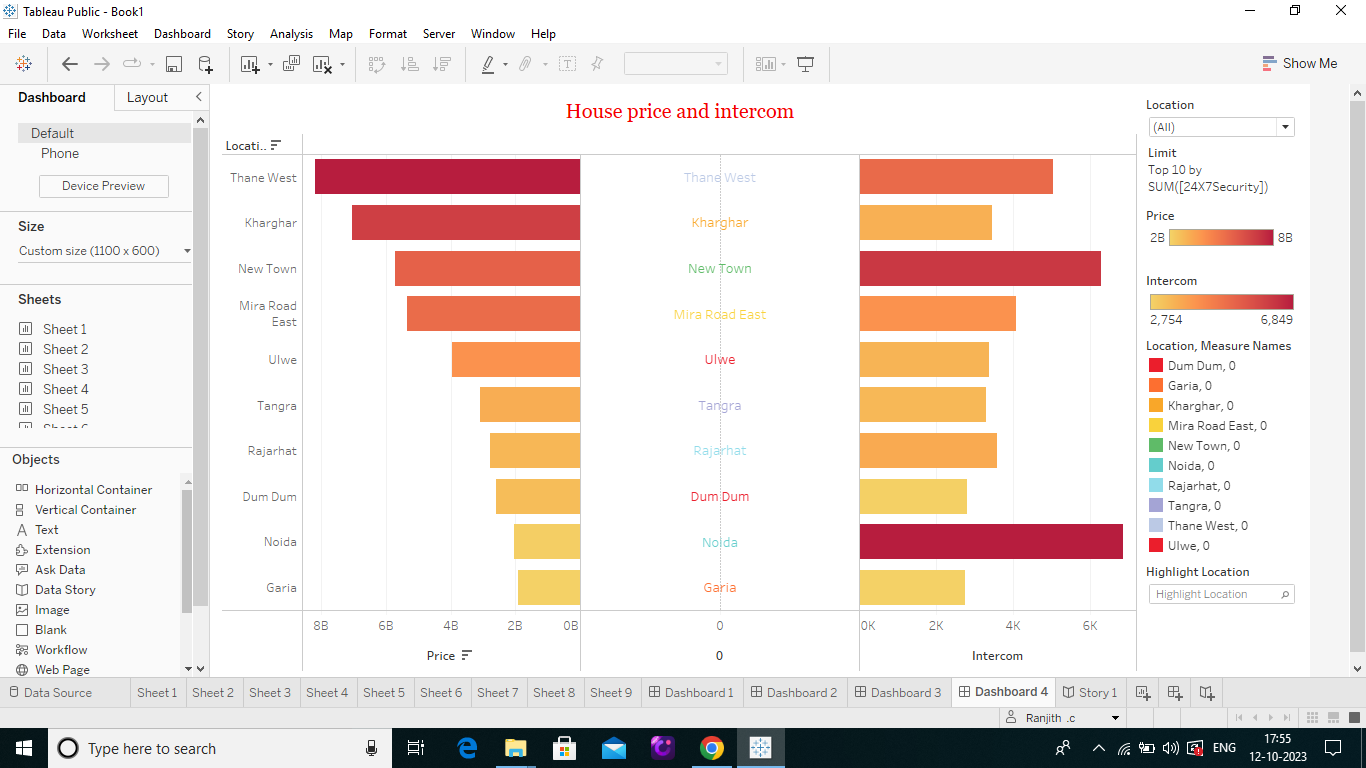 Tableau Public - Book1
File Data Worksheet Dashboard Story Analysis Map Format Server Window Help
Show Me
Dashboard Layout
Default
Phone
Device Preview
Size
Custom size (1100 x 600)
Sheets
Sheet 1
Sheet 2
Sheet 3
Sheet 4
Sheet 5
Objects
Horizontal Container
Vertical Container
Text
Extension
Ask Data
Data Story
Image
Blank
Workflow
Web Page
House price and intercom
Locati..
Thane West Thane West
Kharghar Kharghar
New Town New Town
Mira Road
East
Mira Road East
Ulwe Ulwe
Tangra Tangra
Rajarhat Rajarhat
Dum Dum Dum Dum
Noida Noida
Garia Garia
8B 6B 4B 2B 0B 0 0K 2K 4K 6K
Price 0 Intercom
Location
(All)
Limit
Top 10 by
SUM([24X7Security])
Price
2B 8B
Intercom
2,754 6,849
Location, Measure Names
Dum Dum, 0
Garia, 0
Kharghar, 0
Mira Road East, 0
New Town, 0
Noida, 0
Rajarhat, 0
Tangra, 0
Thane West, 0
Ulwe, 0
Highlight Location
Highlight Location
Data Source Sheet 1 Sheet 2 Sheet 3 Sheet 4 Sheet 5 Sheet 6 Sheet 7 Sheet 8 Sheet 9 Dashboard 1 Dashboard 2 Dashboard 3 Dashboard 4 Story 1
Ranjith .c
Type here to search
ENG
17:55
12-10-2023